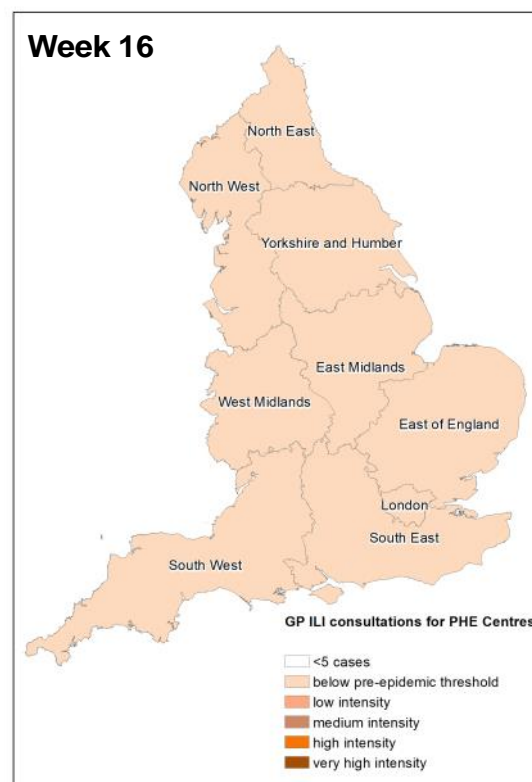 Week 16
North East
North West
Yorkshire and Humber
East Midlands
West Midlands
East of England
London
South East
South West
GP ILI consultations for PHE Centres
<5 cases
below pre-epidemic threshold
low intensity
medium intensity
high intensity
very high intensity